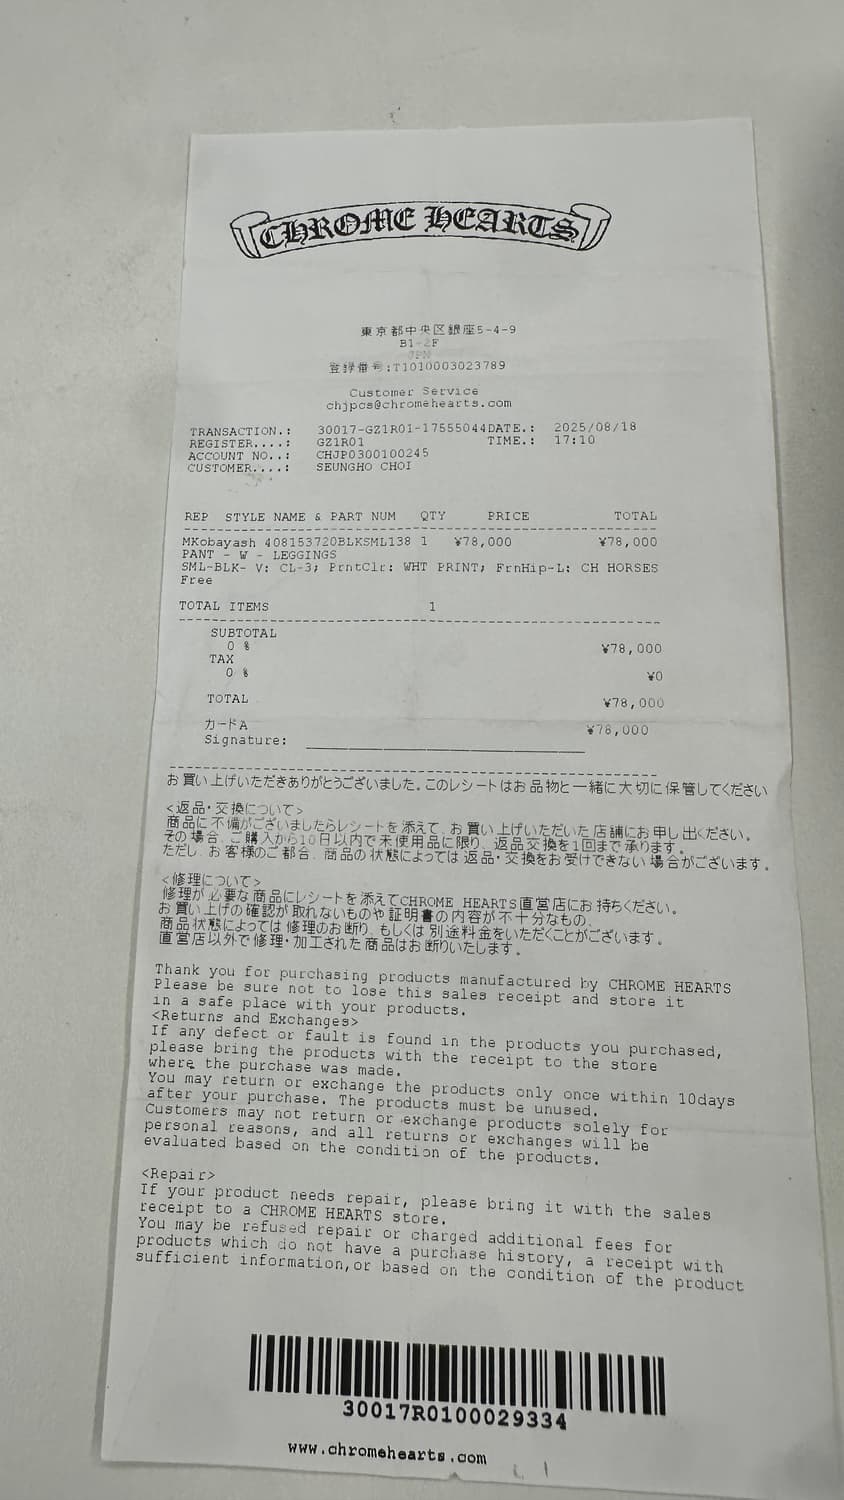 CHROME HEARTS
東京都中央区銀座5-4-9
B1-2F
JPN
登録番号:T1010003023789
Customer Service
chjpcs@chromehearts.com
TRANSACTION.: 30017-GZ1R01-17555044DATE.: 2025/08/18
REGISTER....: GZ1R01 TIME.: 17:10
ACCOUNT NO..: CHJP0300100245
CUSTOMER....: SEUNGHO CHOI
REP STYLE NAME & PART NUM QTY PRICE TOTAL
MKobayash 408153720BLKSML138 1 ¥78,000 ¥78,000
PANT - W - LEGGINGS
SML-BLK- V: CL-3; PrntClr: WHT PRINT; FrnHip-L: CH HORSES
Free
TOTAL ITEMS 1
SUBTOTAL
0 % ¥78,000
TAX
0 % ¥0
TOTAL ¥78,000
カードA ¥78,000
Signature:
お買い上げいただきありがとうございました。このレシートはお品物と一緒に大切に保管してください
<返品・交換について>
商品に不備がございましたらレシートを添えて、お買い上げいただいた店舗にお申し出ください。
その場合、ご購入から10日以内で未使用品に限り、返品交換を1回まで承ります。
ただし、お客様のご都合、商品の状態によっては返品・交換をお受けできない場合がございます。
<修理について>
修理が必要な商品にレシートを添えてCHROME HEARTS直営店にお持ちください。
お買い上げの確認が取れないものや証明書の内容が不十分なもの、
商品状態によっては修理のお断り、もしくは別途料金をいただくことがございます。
直営店以外で修理・加工された商品はお断りいたします。
Thank you for purchasing products manufactured by CHROME HEARTS
Please be sure not to lose this sales receipt and store it
in a safe place with your products.
<Returns and Exchanges>
If any defect or fault is found in the products you purchased,
please bring the products with the receipt to the store
where the purchase was made.
You may return or exchange the products only once within 10days
after your purchase. The products must be unused.
Customers may not return or exchange products solely for
personal reasons, and all returns or exchanges will be
evaluated based on the condition of the products.
<Repair>
If your product needs repair, please bring it with the sales
receipt to a CHROME HEARTS store.
You may be refused repair or charged additional fees for
products which do not have a purchase history, a receipt with
sufficient information,or based on the condition of the product
30017R0100029334
www.chromehearts.com